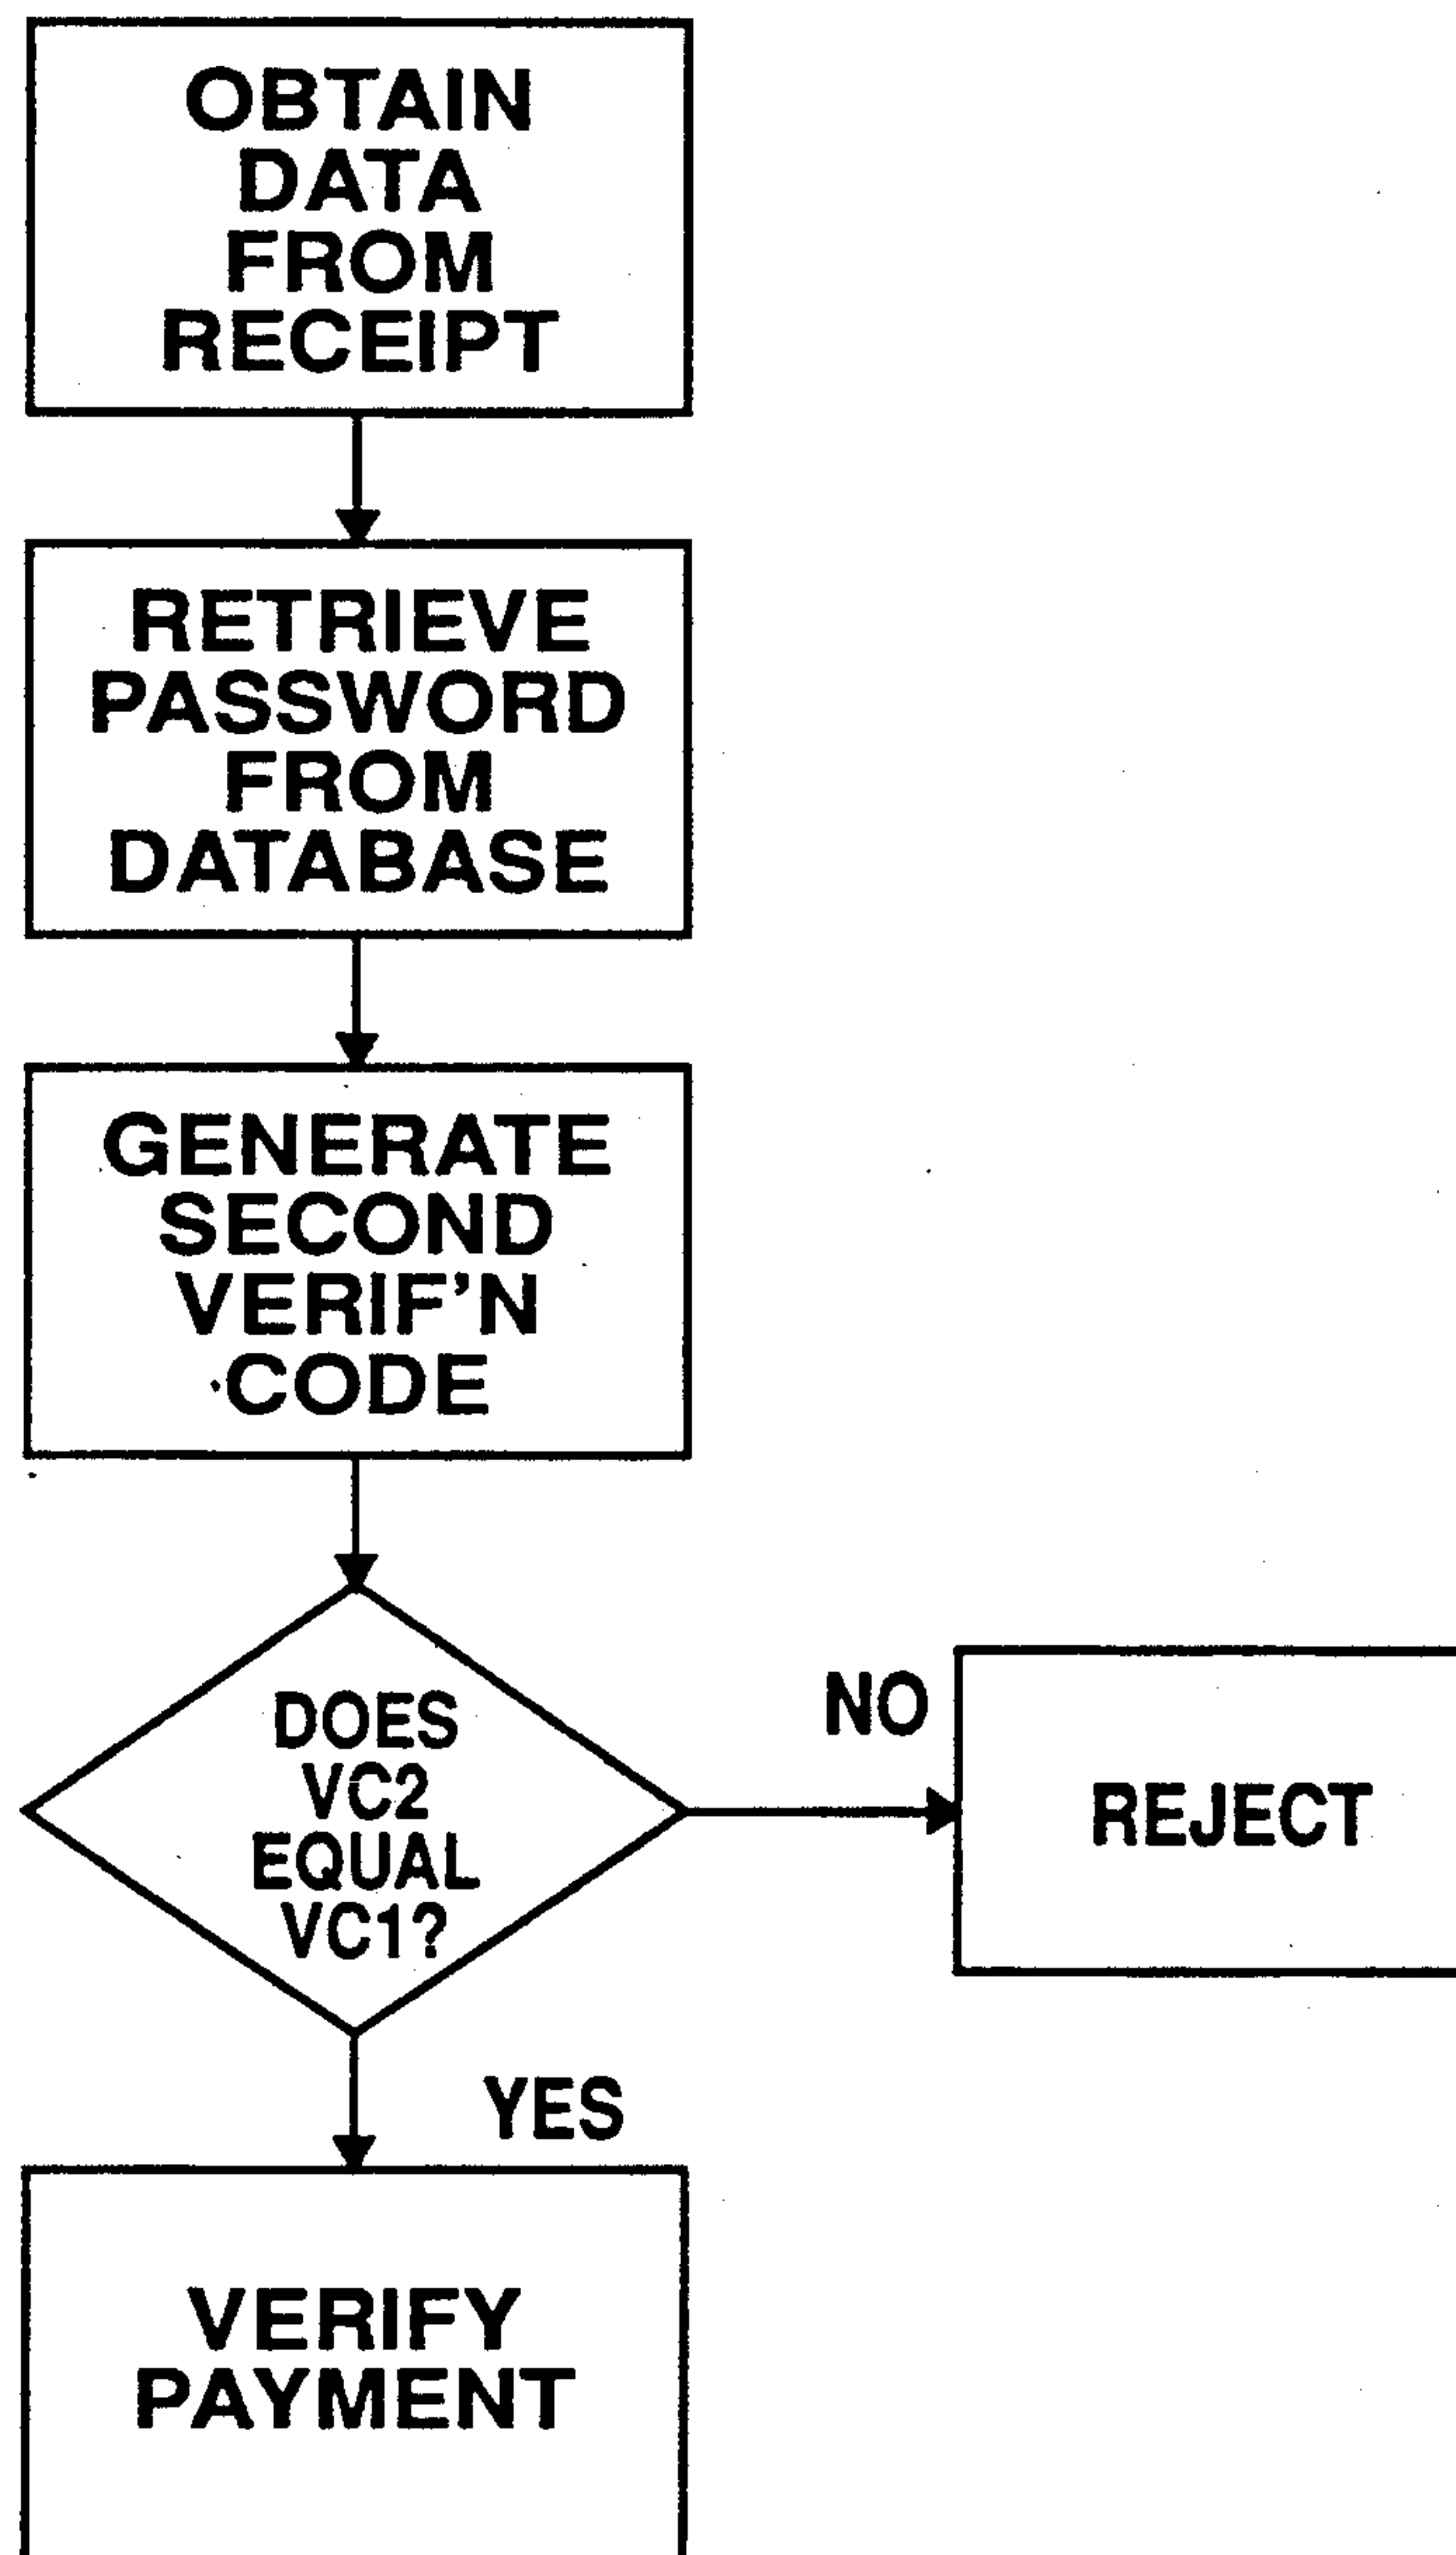 OBTAIN
DATA
FROM
RECEIPT
RETRIEVE
PASSWORD
FROM
DATABASE
GENERATE
SECOND
VERIF'N
CODE
DOES
VC2
EQUAL
VC1?
NO
REJECT
YES
VERIFY
PAYMENT